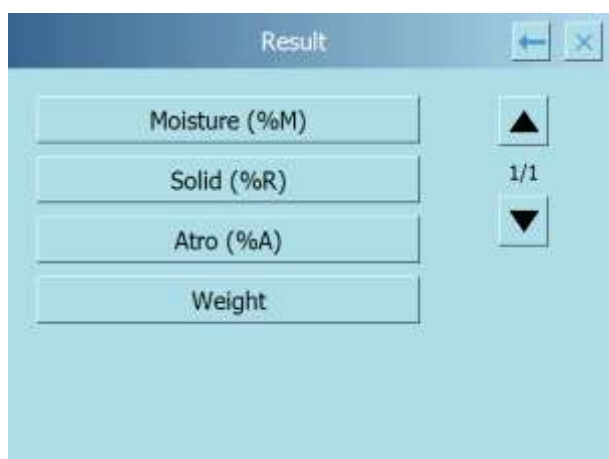 Result
Moisture (%M)
Solid (%R)
1/1
Atro (%A)
Weight